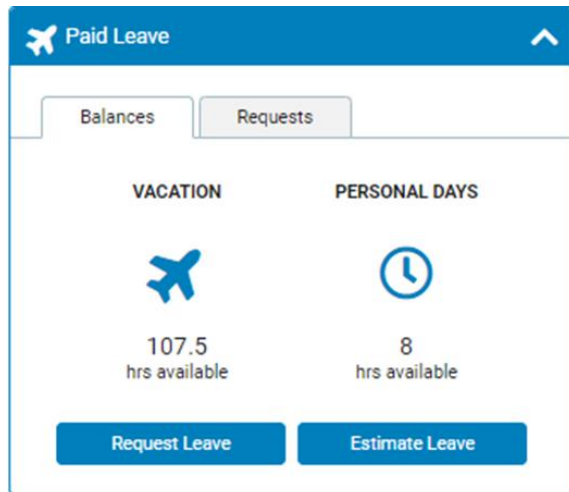 Paid Leave
Balances
Requests
VACATION
PERSONAL DAYS
107.5
hrs available
8
hrs available
Request Leave
Estimate Leave